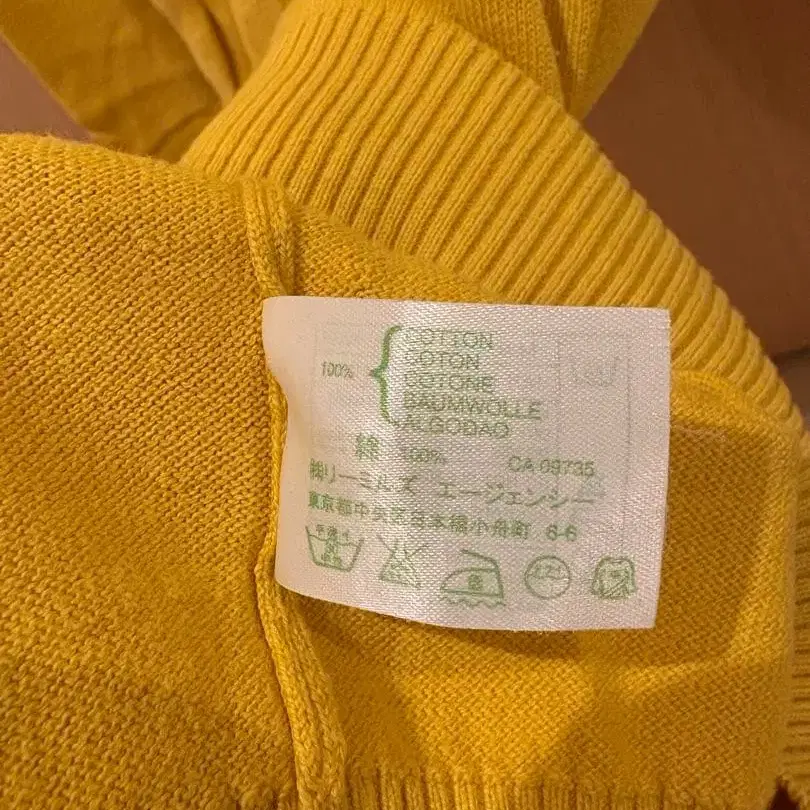 100%
COTTON
COTON
COTONE
BAUMWOLLE
ALGODAO
綿 100% CA 09735
㈱リーミルズ エージェンシー
東京都中央区日本橋小舟町 6-6